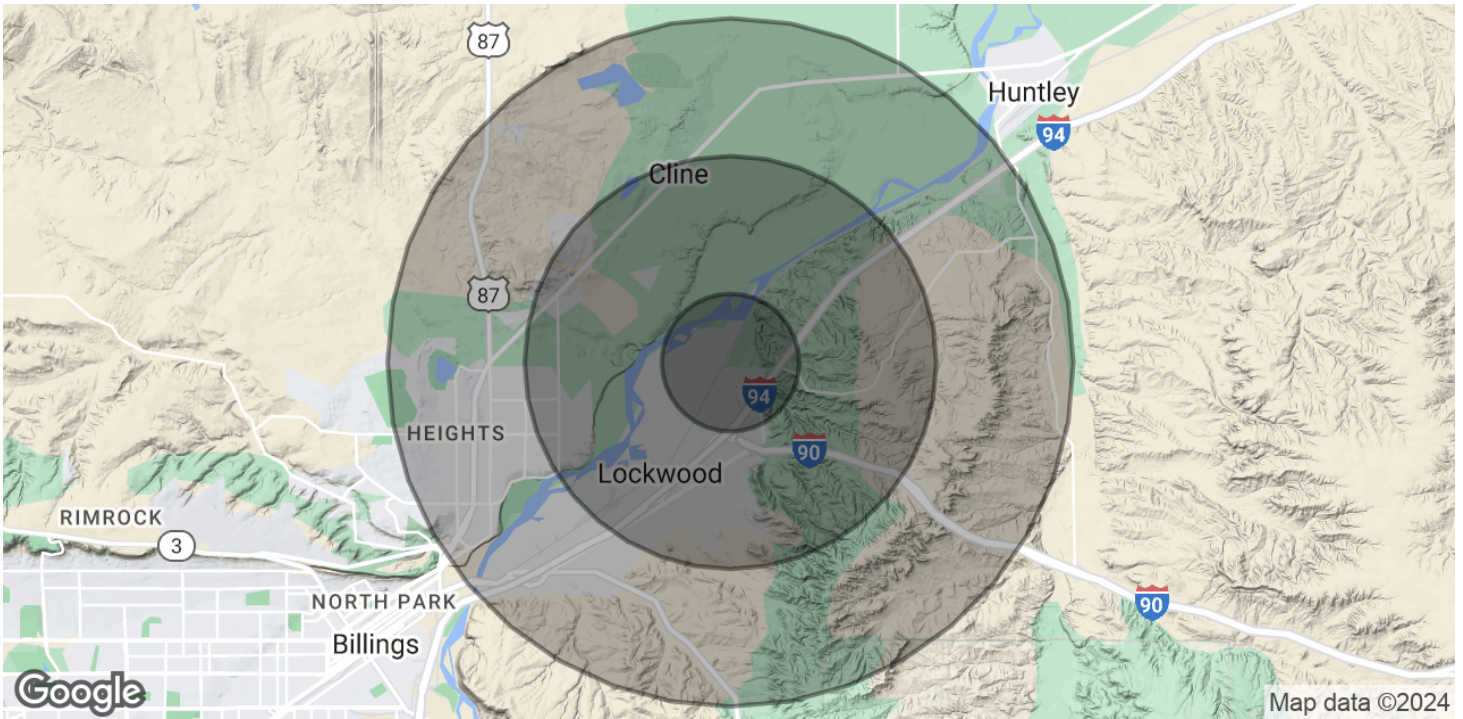 87
Huntley
94
Cline
87
94
HEIGHTS
90
Lockwood
RIMROCK
3
90
NORTH PARK
Billings
Google
Map data ©2024